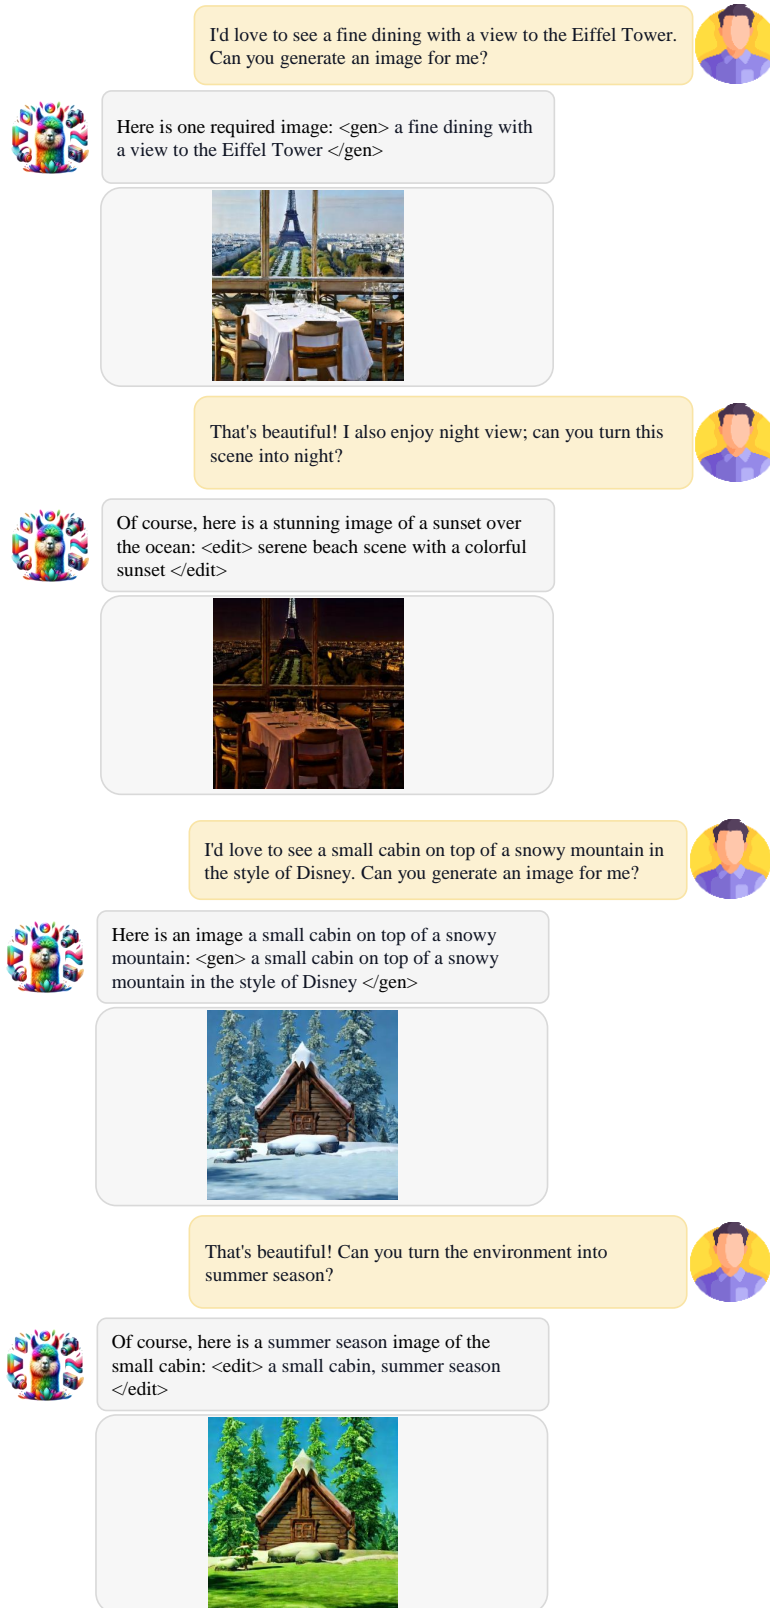 I'd love to see a fine dining with a view to the Eiffel Tower.
Can you generate an image for me?
Here is one required image: <gen> a fine dining with
a view to the Eiffel Tower </gen>
That's beautiful! I also enjoy night view; can you turn this
scene into night?
Of course, here is a stunning image of a sunset over
the ocean: <edit> serene beach scene with a colorful
sunset </edit>
I'd love to see a small cabin on top of a snowy mountain in
the style of Disney. Can you generate an image for me?
Here is an image a small cabin on top of a snowy
mountain: <gen> a small cabin on top of a snowy
mountain in the style of Disney </gen>
That's beautiful! Can you turn the environment into
summer season?
Of course, here is a summer season image of the
small cabin: <edit> a small cabin, summer season
</edit>